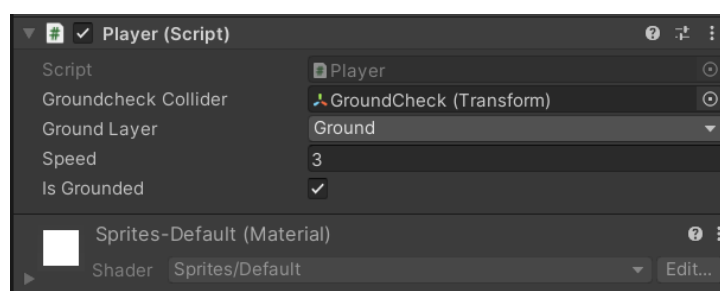 Player (Script)
Script Player
Groundcheck Collider GroundCheck (Transform)
Ground Layer Ground
Speed 3
Is Grounded
Sprites-Default (Material)
Shader Sprites/Default Edit...